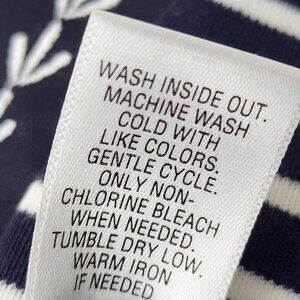 WASH INSIDE OUT.
MACHINE WASH
COLD WITH
LIKE COLORS.
GENTLE CYCLE.
ONLY NON-
CHLORINE BLEACH
WHEN NEEDED.
TUMBLE DRY LOW.
WARM IRON
IF NEEDED